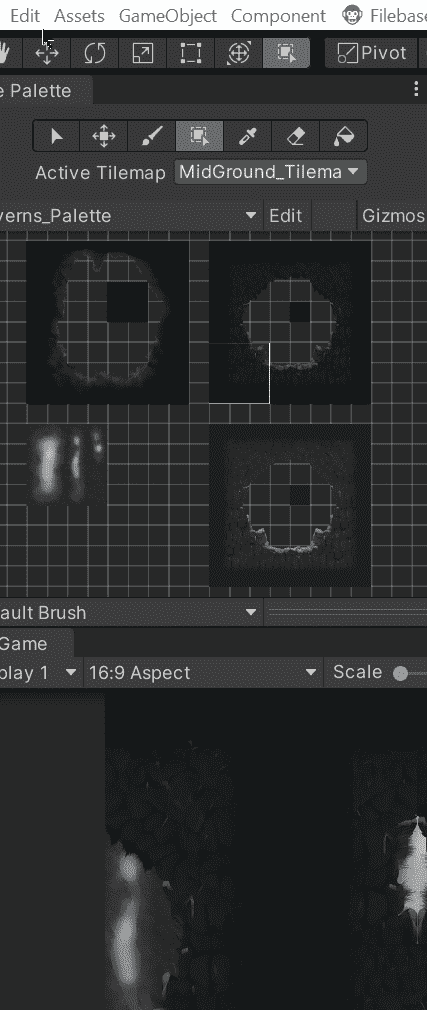 Edit Assets GameObject Component Filebase
Pivot
e Palette
Active Tilemap MidGround_Tilema
verns_Palette Edit Gizmos
ault Brush
Game
play 1 16:9 Aspect Scale